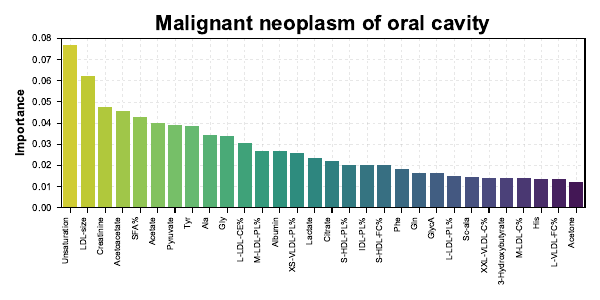 Malignant neoplasm of oral cavity
Importance
0.08
0.07
0.06
0.05
0.04
0.03
0.02
0.01
0.00
Unsaturation
LDL-size
Creatinine
Acetoacetate
SFA%
Acetate
Pyruvate
Tyr
Ala
Gly
L-LDL-CE%
M-LDL-PL%
Albumin
XS-VLDL-PL%
Lactate
Citrate
S-HDL-PL%
IDL-PL%
S-HDL-FC%
Phe
Gln
GlycA
L-LDL-PL%
Sc-ala
XXL-VLDL-C%
3-Hydroxybutyrate
M-LDL-C%
His
L-VLDL-FC%
Acetone